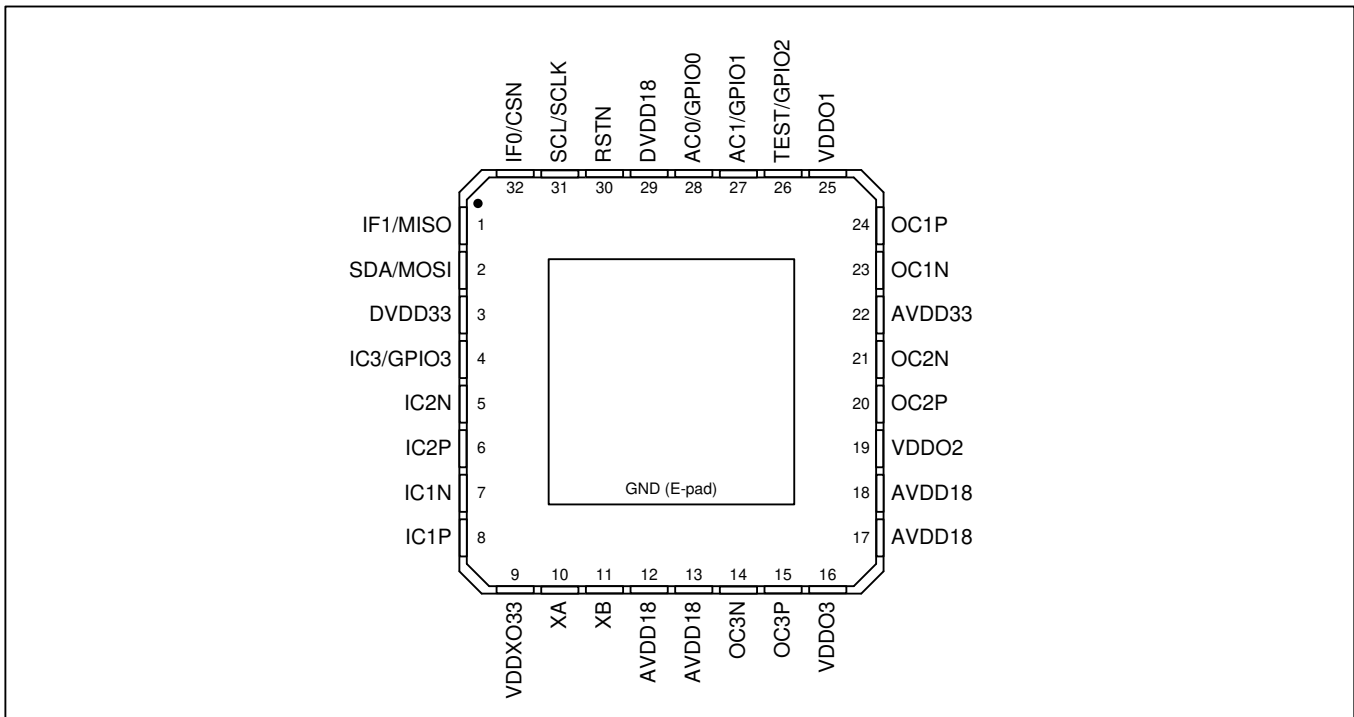 IF0/CSN
SCL/SCLK
RSTN
DVDD18
AC0/GPIO0
AC1/GPIO1
TEST/GPIO2
VDDO1
32 31 30 29 28 27 26 25
IF1/MISO 1 24 OC1P
SDA/MOSI 2 23 OC1N
DVDD33 3 22 AVDD33
IC3/GPIO3 4 21 OC2N
IC2N 5 20 OC2P
IC2P 6 19 VDDO2
IC1N 7 18 AVDD18
GND (E-pad)
IC1P 8 17 AVDD18
9 10 11 12 13 14 15 16
VDDXO33
XA
XB
AVDD18
AVDD18
OC3N
OC3P
VDDO3